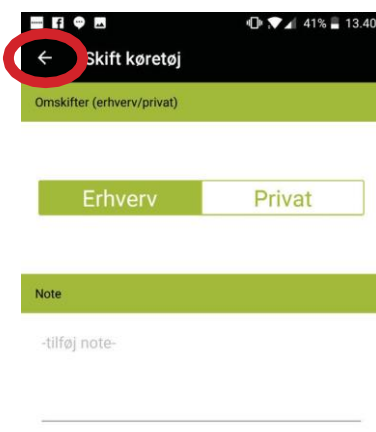 41% 13.40
Skift køretøj
Omskifter (erhverv/privat)
Erhverv Privat
Note
-tilføj note-